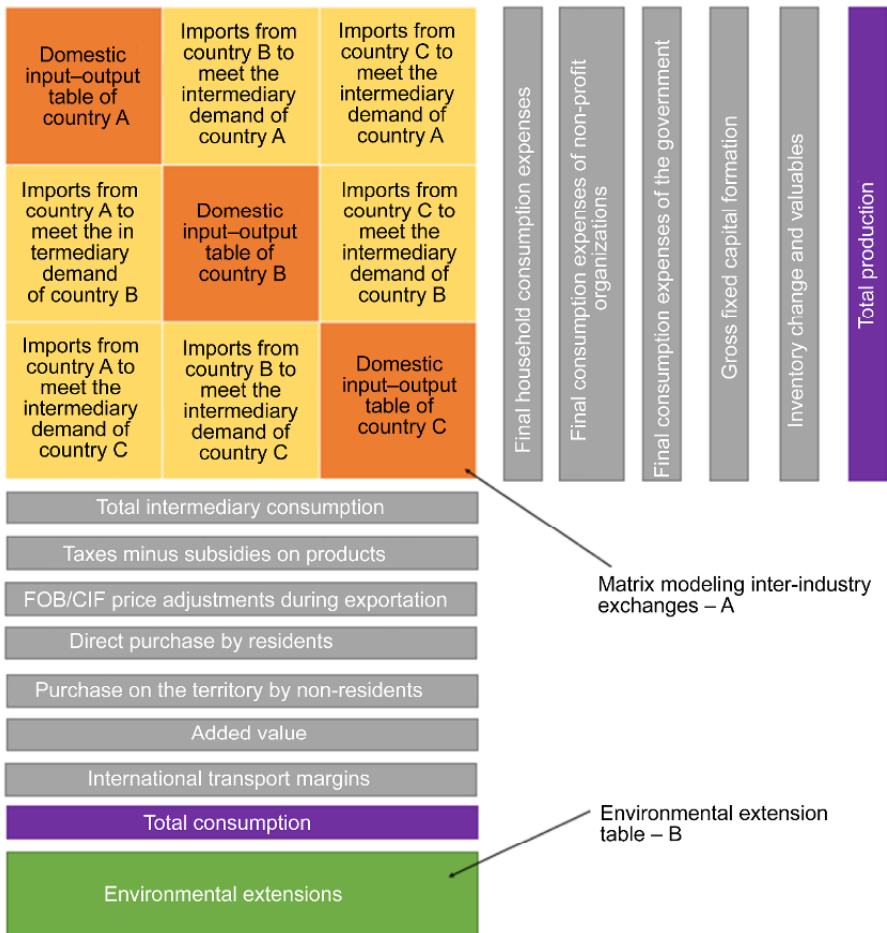 Domestic
input–output
table of
country A
Imports from
country B to
meet the
intermediary
demand of
country A
Imports from
country C to
meet the
intermediary
demand of
country A
Imports from
country A to
meet the in
termediary
demand
of country B
Domestic
input–output
table of
country B
Imports from
country C to
meet the
intermediary
demand of
country B
Imports from
country A to
meet the
intermediary
demand of
country C
Imports from
country B to
meet the
intermediary
demand of
country C
Domestic
input–output
table of
country C
Final household consumption expenses
Final consumption expenses of non-profit
organizations
Final consumption expenses of the government
Gross fixed capital formation
Inventory change and valuables
Total production
Total intermediary consumption
Taxes minus subsidies on products
FOB/CIF price adjustments during exportation
Direct purchase by residents
Purchase on the territory by non-residents
Added value
International transport margins
Total consumption
Environmental extensions
Matrix modeling inter-industry
exchanges – A
Environmental extension
table – B